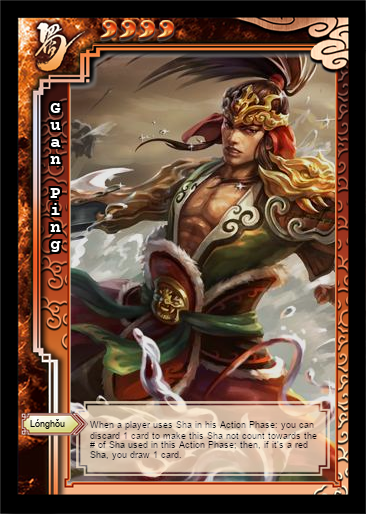 蜀
Guan Ping
Lónghǒu
When a player uses Sha in his Action Phase: you can
discard 1 card to make this Sha not count towards the
# of Sha used in this Action Phase; then, if it's a red
Sha, you draw 1 card.